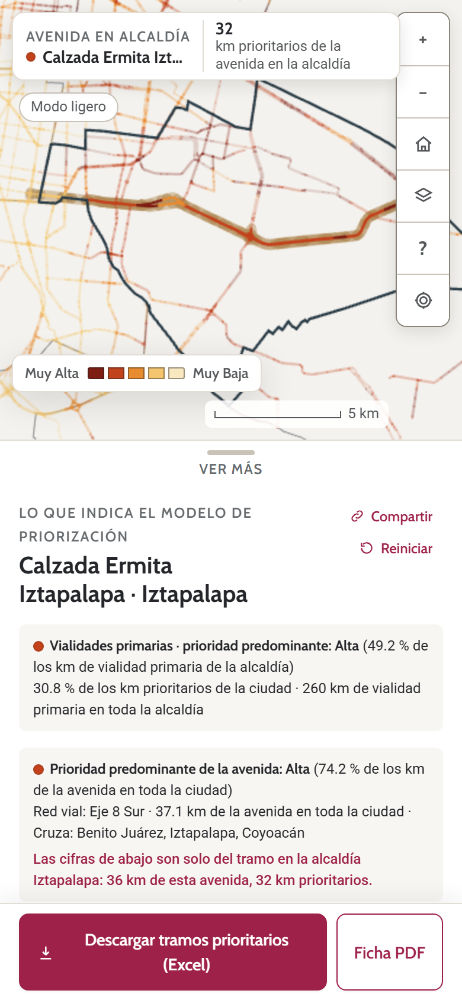 AVENIDA EN ALCALDÍA
Calzada Ermita Izt...
32
km prioritarios de la
avenida en la alcaldía
+
−
?
Modo ligero
Muy Alta
Muy Baja
5 km
VER MÁS
LO QUE INDICA EL MODELO DE
PRIORIZACIÓN
Calzada Ermita
Iztapalapa · Iztapalapa
Compartir
Reiniciar
Vialidades primarias · prioridad predominante: Alta (49.2 % de
los km de vialidad primaria de la alcaldía)
30.8 % de los km prioritarios de la ciudad · 260 km de vialidad
primaria en toda la alcaldía
Prioridad predominante de la avenida: Alta (74.2 % de los km
de la avenida en toda la ciudad)
Red vial: Eje 8 Sur · 37.1 km de la avenida en toda la ciudad ·
Cruza: Benito Juárez, Iztapalapa, Coyoacán
Las cifras de abajo son solo del tramo en la alcaldía
Iztapalapa: 36 km de esta avenida, 32 km prioritarios.
Descargar tramos prioritarios
(Excel)
Ficha PDF